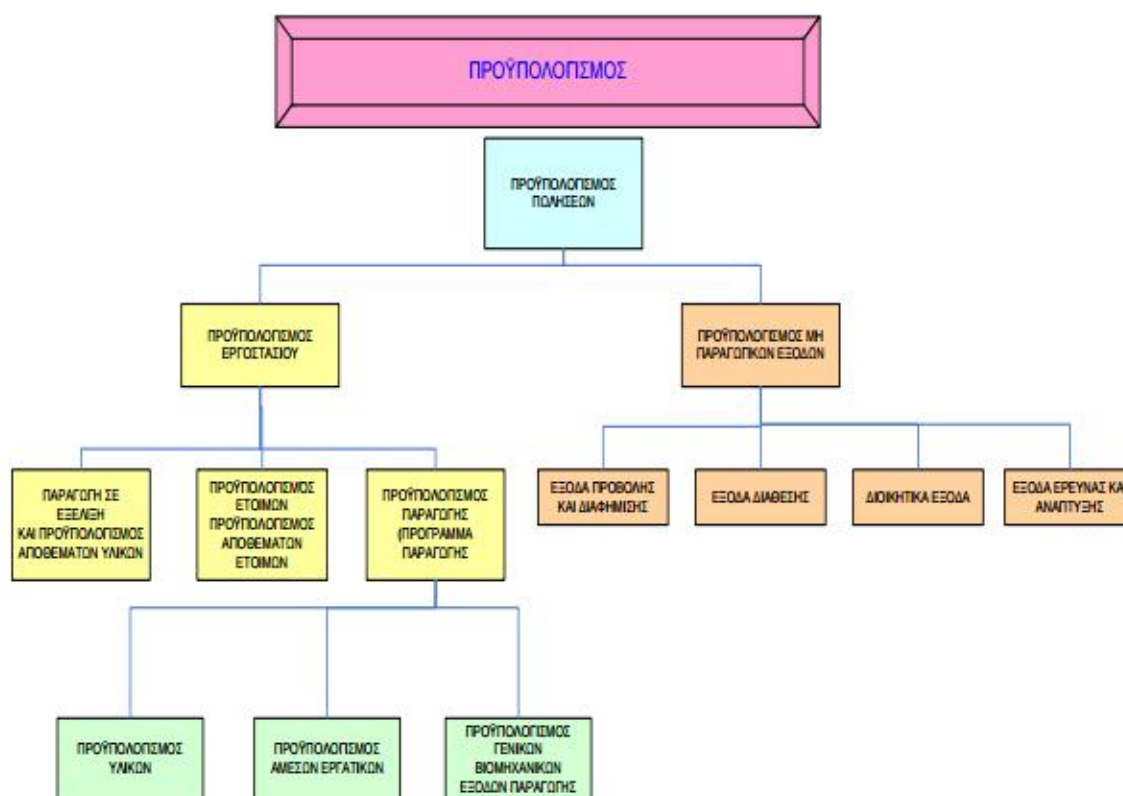 ΠΡΟΫΠΟΛΟΓΙΣΜΟΣ
ΠΡΟΫΠΟΛΟΓΙΣΜΟΣ
ΠΩΛΗΣΕΩΝ
ΠΡΟΫΠΟΛΟΓΙΣΜΟΣ
ΕΡΓΟΣΤΑΣΙΟΥ
ΠΡΟΫΠΟΛΟΓΙΣΜΟΣ ΜΗ
ΠΑΡΑΓΩΓΙΚΩΝ ΕΞΟΔΩΝ
ΠΑΡΑΓΩΓΗ ΣΕ
ΕΞΕΛΙΞΗ
ΚΑΙ ΠΡΟΫΠΟΛΟΓΙΣΜΟΣ
ΑΠΟΘΕΜΑΤΩΝ ΥΛΙΚΩΝ
ΠΡΟΫΠΟΛΟΓΙΣΜΟΣ
ΕΤΟΙΜΩΝ
ΠΡΟΫΠΟΛΟΓΙΣΜΟΣ
ΑΠΟΘΕΜΑΤΩΝ
ΕΤΟΙΜΩΝ
ΠΡΟΫΠΟΛΟΓΙΣΜΟΣ
ΠΑΡΑΓΩΓΗΣ
(ΠΡΟΓΡΑΜΜΑ
ΠΑΡΑΓΩΓΗΣ
ΕΞΟΔΑ ΠΡΟΒΟΛΗΣ
ΚΑΙ ΔΙΑΦΗΜΙΣΗΣ
ΕΞΟΔΑ ΔΙΑΘΕΣΗΣ
ΔΙΟΙΚΗΤΙΚΑ ΕΞΟΔΑ
ΕΞΟΔΑ ΕΡΕΥΝΑΣ ΚΑΙ
ΑΝΑΠΤΥΞΗΣ
ΠΡΟΫΠΟΛΟΓΙΣΜΟΣ
ΥΛΙΚΩΝ
ΠΡΟΫΠΟΛΟΓΙΣΜΟΣ
ΑΜΕΣΩΝ ΕΡΓΑΤΙΚΩΝ
ΠΡΟΫΠΟΛΟΓΙΣΜΟΣ
ΓΕΝΙΚΩΝ
ΒΙΟΜΗΧΑΝΙΚΩΝ
ΕΞΟΔΩΝ ΠΑΡΑΓΩΓΗΣ